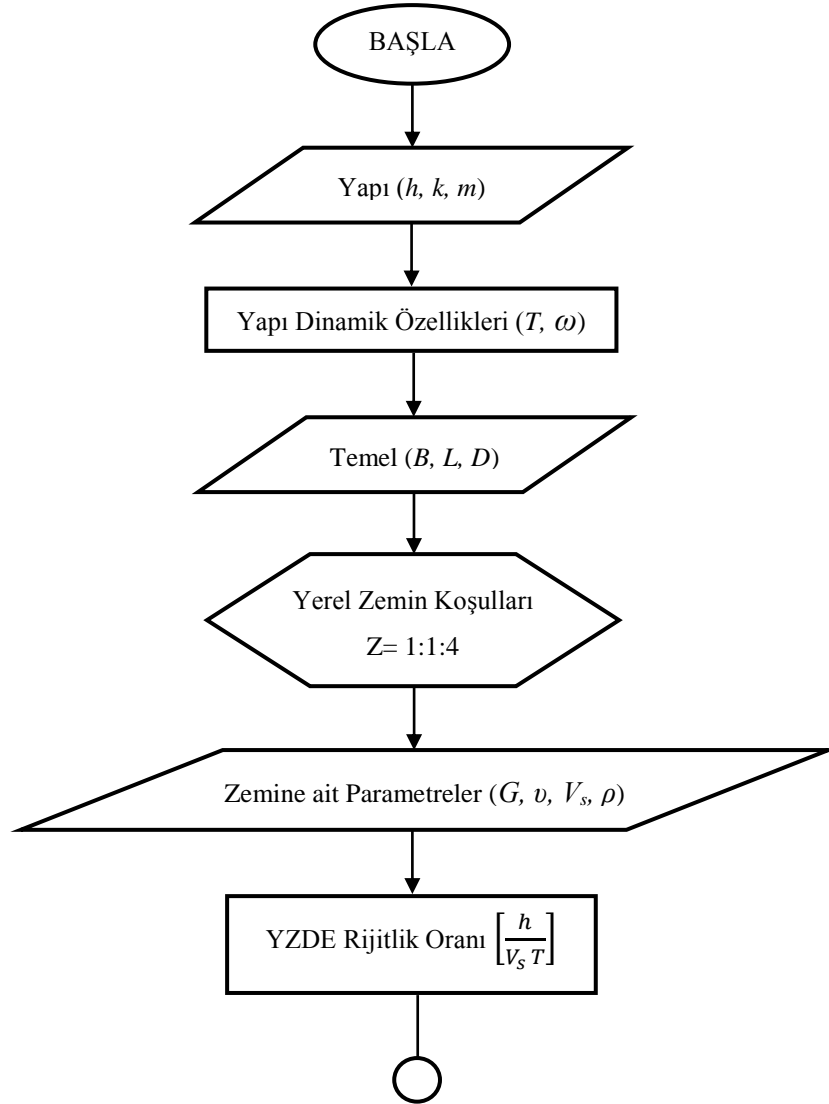 BAŞLA
Yapı (h, k, m)
Yapı Dinamik Özellikleri (T, ω)
Temel (B, L, D)
Yerel Zemin Koşulları
Z= 1:1:4
Zemine ait Parametreler (G, υ, Vₛ, ρ)
YZDE Rijitlik Oranı [h / Vₛ T]